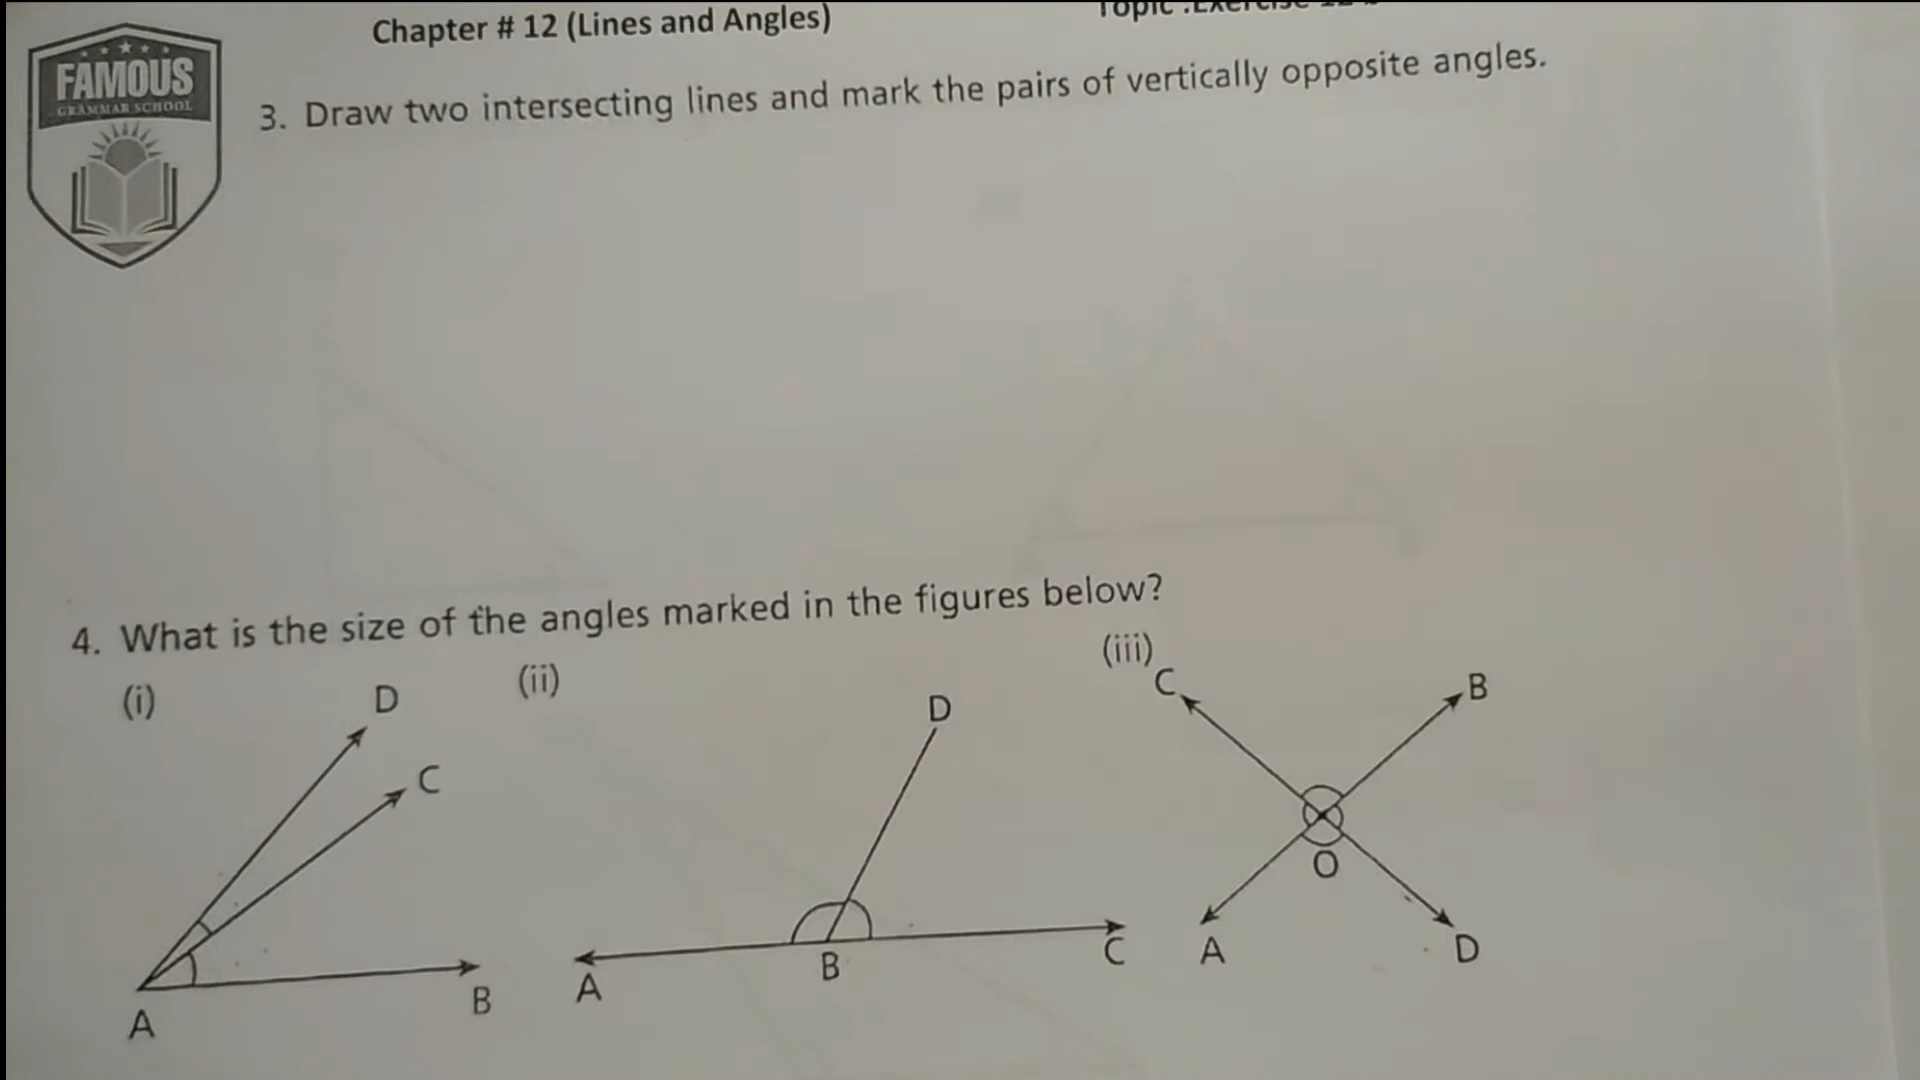 Chapter # 12 (Lines and Angles)
FAMOUS
GRAMMAR SCHOOL
3. Draw two intersecting lines and mark the pairs of vertically opposite angles.
4. What is the size of the angles marked in the figures below?
(i)
D
C
B
A
(ii)
D
A
B
C
(iii)
C
B
O
A
D